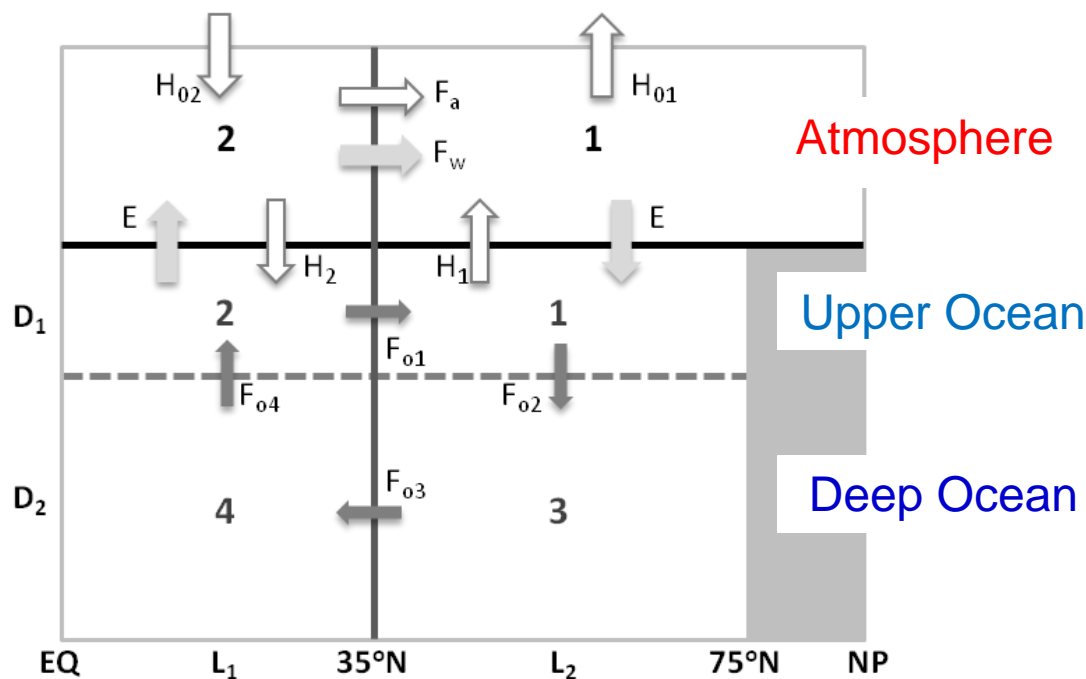 H02 Fa H01
2 1 Atmosphere
Fw
E E
H2 H1
D1 2 1 Upper Ocean
Fo1
Fo4 Fo2
Fo3
D2 4 3 Deep Ocean
EQ L1 35°N L2 75°N NP